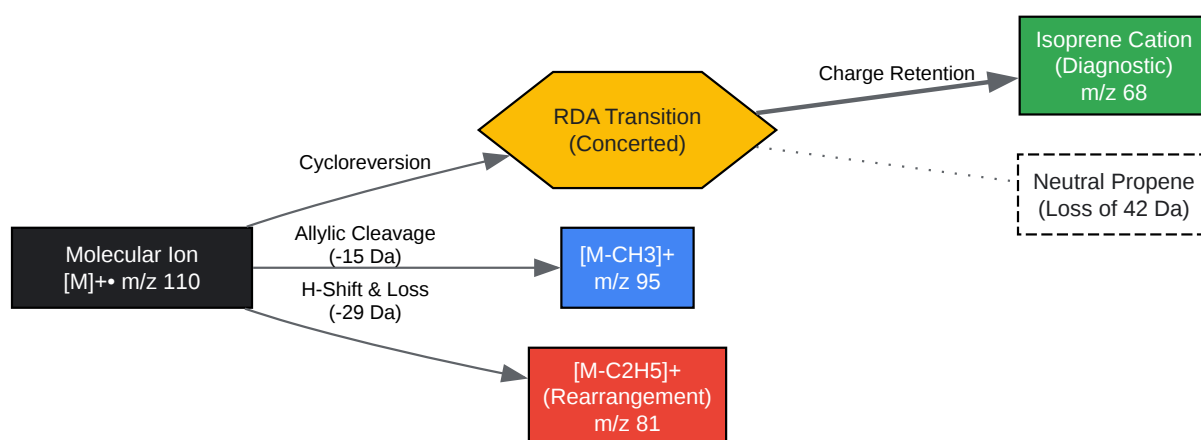 Isoprene Cation
(Diagnostic)
m/z 68
Charge Retention
RDA Transition
(Concerted)
Cycloreversion
Neutral Propene
(Loss of 42 Da)
Allylic Cleavage
(-15 Da)
Molecular Ion
[M]+• m/z 110
[M-CH3]+
m/z 95
H-Shift & Loss
(-29 Da)
[M-C2H5]+
(Rearrangement)
m/z 81